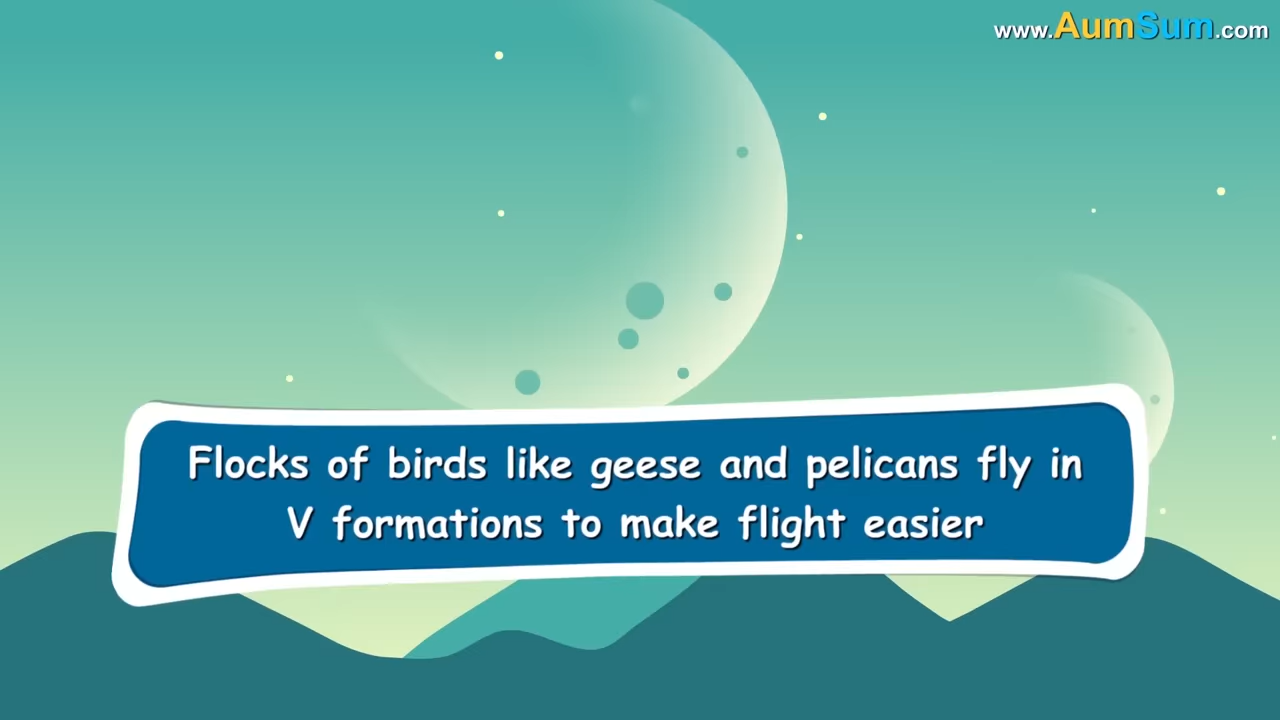 www.AumSum.com
Flocks of birds like geese and pelicans fly in
V formations to make flight easier